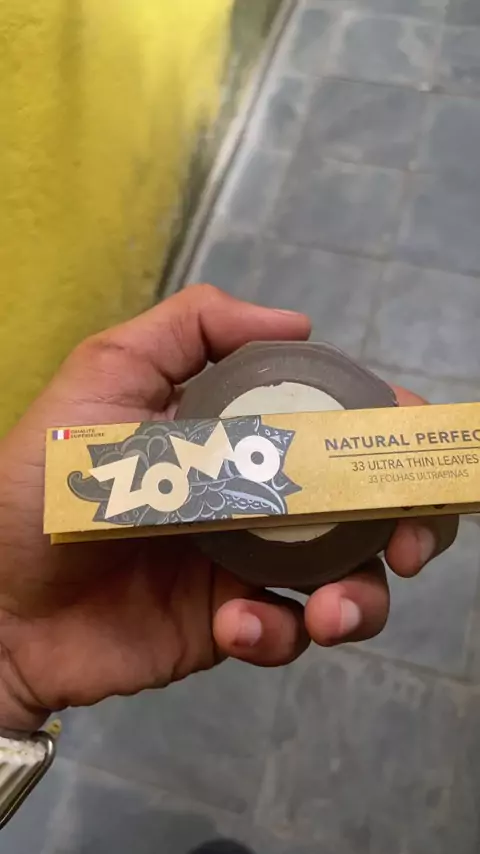 QUALITÉ
SUPÉRIEURE
ZOMO
NATURAL PERFEC
33 ULTRA THIN LEAVES
33 FOLHAS ULTRAFINAS